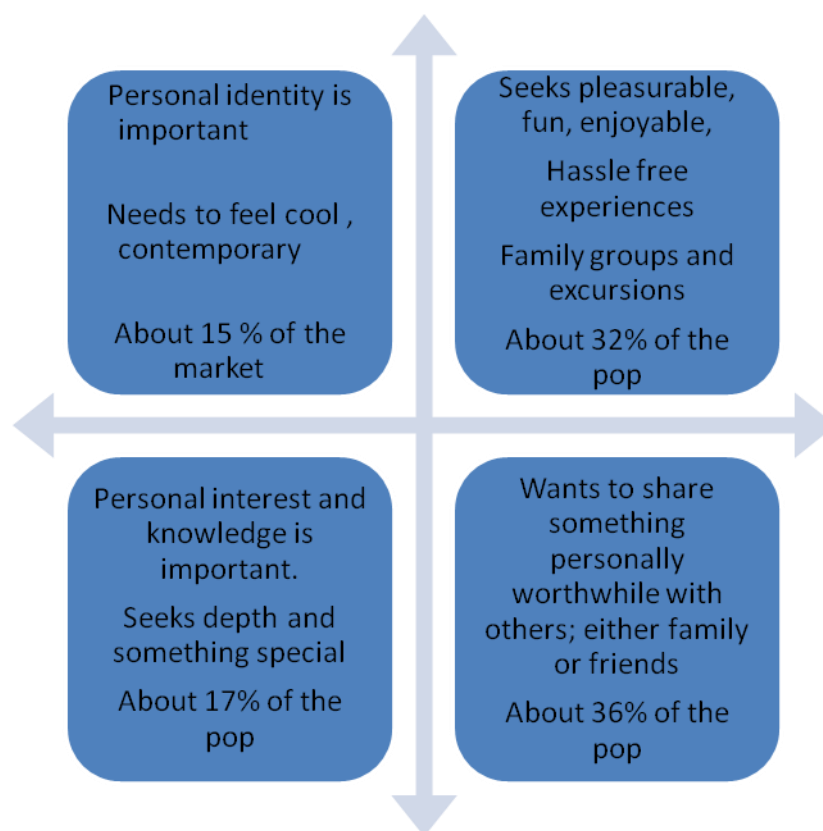 Personal identity is
important
Needs to feel cool ,
contemporary
About 15 % of the
market
Seeks pleasurable,
fun, enjoyable,
Hassle free
experiences
Family groups and
excursions
About 32% of the
pop
Personal interest and
knowledge is
important.
Seeks depth and
something special
About 17% of the
pop
Wants to share
something
personally
worthwhile with
others; either family
or friends
About 36% of the
pop